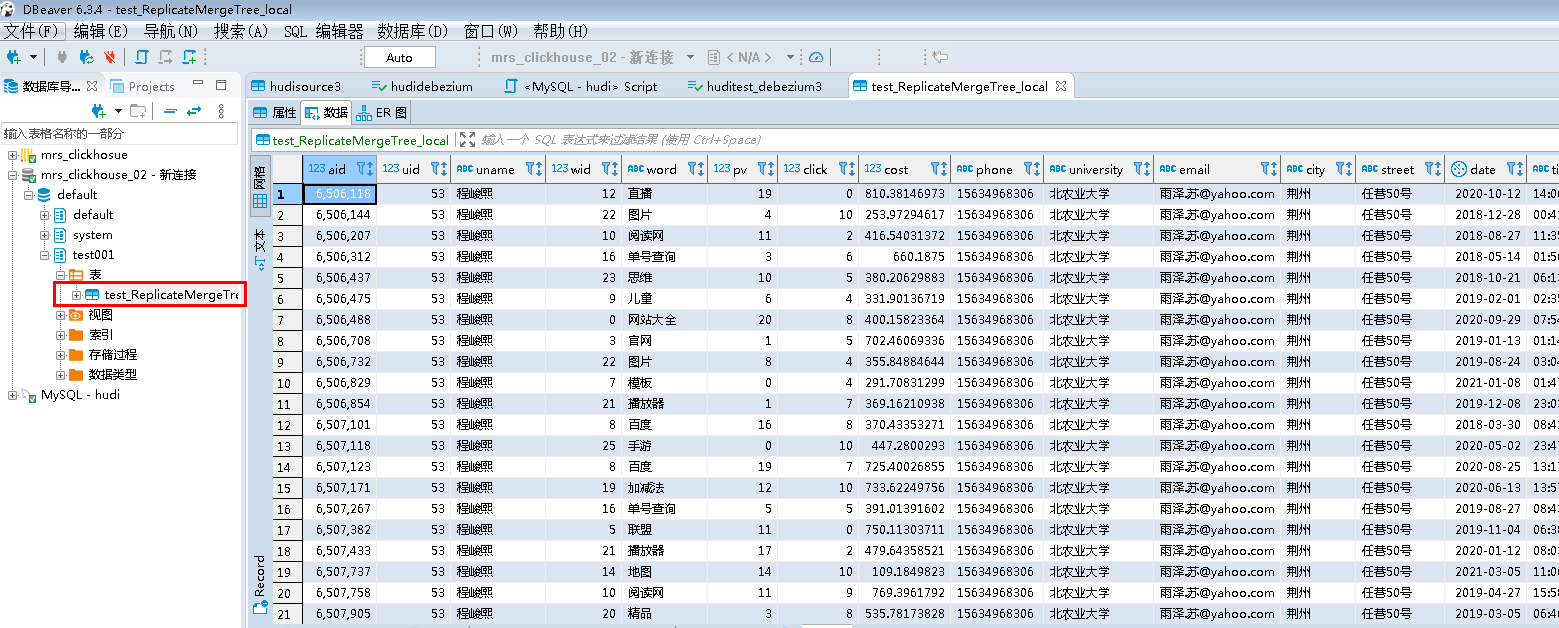 DBeaver 6.3.4 - test_ReplicateMergeTree_local
文件(F) 编辑(E) 导航(N) 搜索(A) SQL 编辑器 数据库(D) 窗口(W) 帮助(H)
Auto mrs_clickhouse_02 - 新连接 < N/A >
数据库导... Projects
hudisource3 hudidebezium <MySQL - hudi> Script huditest_debezium3 test_ReplicateMergeTree_local
属性 数据 ER 图
输入表格名称的一部分
test_ReplicateMergeTree_local 输入一个 SQL 表达式来过滤结果 (使用 Ctrl+Space)
mrs_clickhosue
mrs_clickhouse_02 - 新连接
default
default
system
test001
表
test_ReplicateMergeTre
视图
索引
存储过程
数据类型
MySQL - hudi
网格
文本
Record
123 aid 123 uid ABC uname 123 wid ABC word 123 pv 123 click 123 cost ABC phone ABC university ABC email ABC city ABC street date ABC ti
1 6,506,118 53 程峻熙 12 直播 19 0 810.38146973 15634968306 北农业大学 雨泽.苏@yahoo.com 荆州 任巷50号 2020-10-12 14:0
2 6,506,144 53 程峻熙 22 图片 4 10 253.97294617 15634968306 北农业大学 雨泽.苏@yahoo.com 荆州 任巷50号 2018-12-28 00:4
3 6,506,207 53 程峻熙 10 阅读网 11 2 416.54031372 15634968306 北农业大学 雨泽.苏@yahoo.com 荆州 任巷50号 2018-08-27 11:3
4 6,506,312 53 程峻熙 16 单号查询 3 6 660.1875 15634968306 北农业大学 雨泽.苏@yahoo.com 荆州 任巷50号 2018-05-14 01:5
5 6,506,437 53 程峻熙 23 思维 10 5 380.20629883 15634968306 北农业大学 雨泽.苏@yahoo.com 荆州 任巷50号 2018-10-21 06:1
6 6,506,475 53 程峻熙 9 儿童 6 4 331.90136719 15634968306 北农业大学 雨泽.苏@yahoo.com 荆州 任巷50号 2019-02-01 02:3
7 6,506,488 53 程峻熙 0 网站大全 20 8 400.15823364 15634968306 北农业大学 雨泽.苏@yahoo.com 荆州 任巷50号 2020-09-29 07:5
8 6,506,708 53 程峻熙 3 官网 1 5 702.46069336 15634968306 北农业大学 雨泽.苏@yahoo.com 荆州 任巷50号 2019-01-13 01:1
9 6,506,732 53 程峻熙 22 图片 8 4 355.84884644 15634968306 北农业大学 雨泽.苏@yahoo.com 荆州 任巷50号 2019-08-24 03:0
10 6,506,829 53 程峻熙 7 模板 0 4 291.70831299 15634968306 北农业大学 雨泽.苏@yahoo.com 荆州 任巷50号 2021-01-08 01:4
11 6,506,854 53 程峻熙 21 播放器 1 7 369.16210938 15634968306 北农业大学 雨泽.苏@yahoo.com 荆州 任巷50号 2019-12-08 23:0
12 6,507,101 53 程峻熙 8 百度 16 8 370.43353271 15634968306 北农业大学 雨泽.苏@yahoo.com 荆州 任巷50号 2018-03-30 08:4
13 6,507,118 53 程峻熙 25 手游 0 10 447.2800293 15634968306 北农业大学 雨泽.苏@yahoo.com 荆州 任巷50号 2020-05-02 23:4
14 6,507,123 53 程峻熙 8 百度 19 7 725.40026855 15634968306 北农业大学 雨泽.苏@yahoo.com 荆州 任巷50号 2020-08-25 13:1
15 6,507,171 53 程峻熙 19 加减法 12 10 733.62249756 15634968306 北农业大学 雨泽.苏@yahoo.com 荆州 任巷50号 2020-06-13 13:5
16 6,507,267 53 程峻熙 16 单号查询 5 5 391.01391602 15634968306 北农业大学 雨泽.苏@yahoo.com 荆州 任巷50号 2019-08-27 08:4
17 6,507,382 53 程峻熙 5 联盟 11 0 750.11303711 15634968306 北农业大学 雨泽.苏@yahoo.com 荆州 任巷50号 2019-11-04 06:3
18 6,507,433 53 程峻熙 21 播放器 17 2 479.64358521 15634968306 北农业大学 雨泽.苏@yahoo.com 荆州 任巷50号 2020-01-12 08:0
19 6,507,737 53 程峻熙 14 地图 14 10 109.1849823 15634968306 北农业大学 雨泽.苏@yahoo.com 荆州 任巷50号 2021-03-05 11:0
20 6,507,758 53 程峻熙 10 阅读网 11 9 769.3961792 15634968306 北农业大学 雨泽.苏@yahoo.com 荆州 任巷50号 2019-04-27 15:5
21 6,507,905 53 程峻熙 20 精品 3 8 535.78173828 15634968306 北农业大学 雨泽.苏@yahoo.com 荆州 任巷50号 2019-03-05 06:4